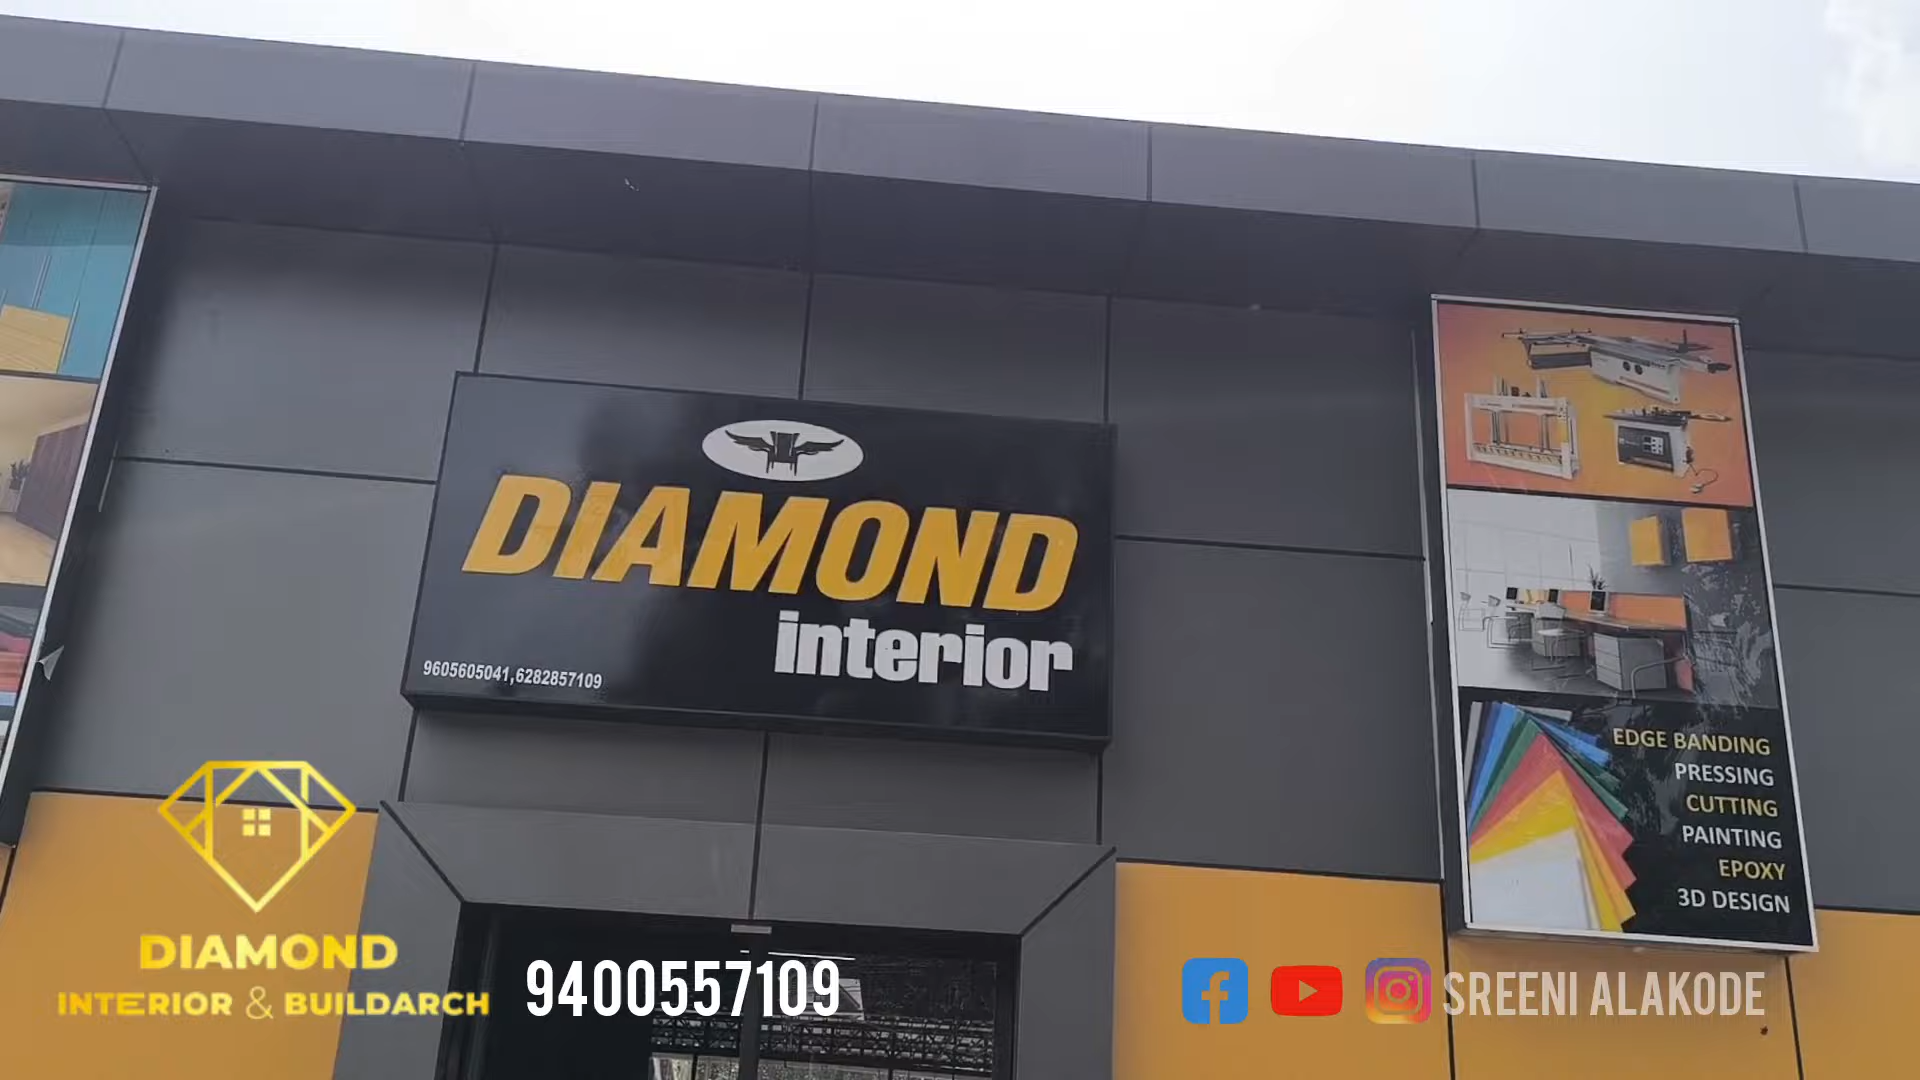 DIAMOND
interior
9605605041,6282857109
EDGE BANDING
PRESSING
CUTTING
PAINTING
EPOXY
3D DESIGN
DIAMOND
INTERIOR & BUILDARCH
9400557109
SREENI ALAKODE